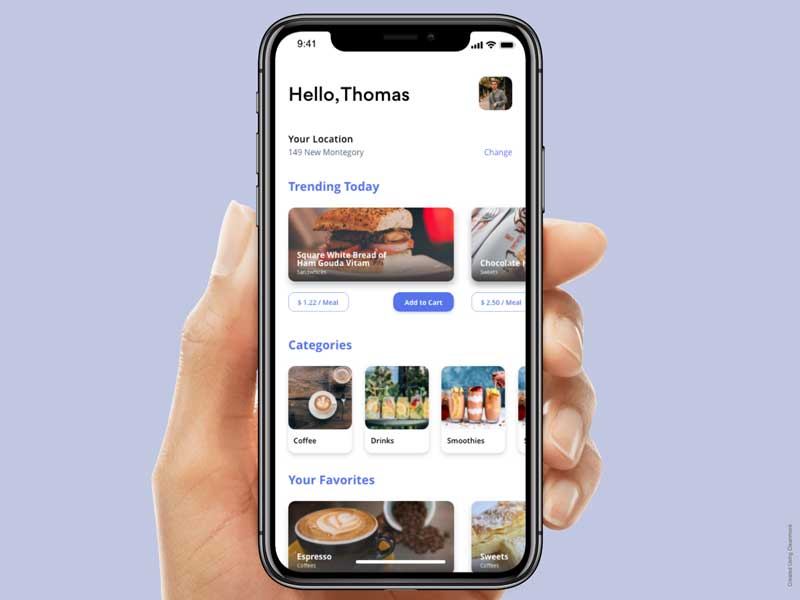 9:41
Hello,Thomas
Your Location
149 New Montegory
Change
Trending Today
Square White Bread of
Ham Gouda Vitam
Sandwiches
Chocolate
Sweets
$ 1.22 / Meal
Add to Cart
$ 2.50 / Meal
Categories
Coffee
Drinks
Smoothies
Your Favorites
Espresso
Coffees
Sweets
Coffees
Created Using Cleanmock